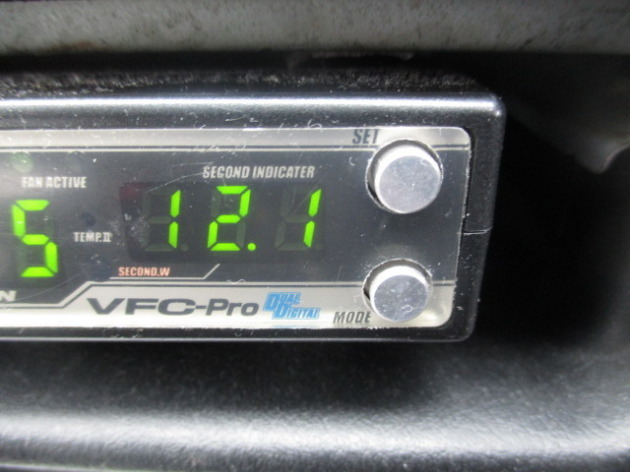 SET
FAN ACTIVE
SECOND INDICATER
5
12.1
TEMP.II
SECOND.W
N
VFC-Pro
DUAL
DIGITAL
MODE